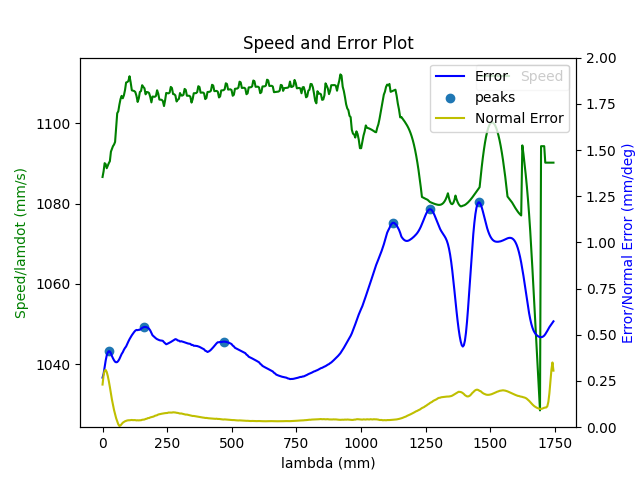 Speed and Error Plot
Speed/lamdot (mm/s)
1100
1080
1060
1040
Error
Speed
peaks
Normal Error
2.00
1.75
1.50
1.25
1.00
0.75
0.50
0.25
0.00
Error/Normal Error (mm/deg)
0 250 500 750 1000 1250 1500 1750
lambda (mm)